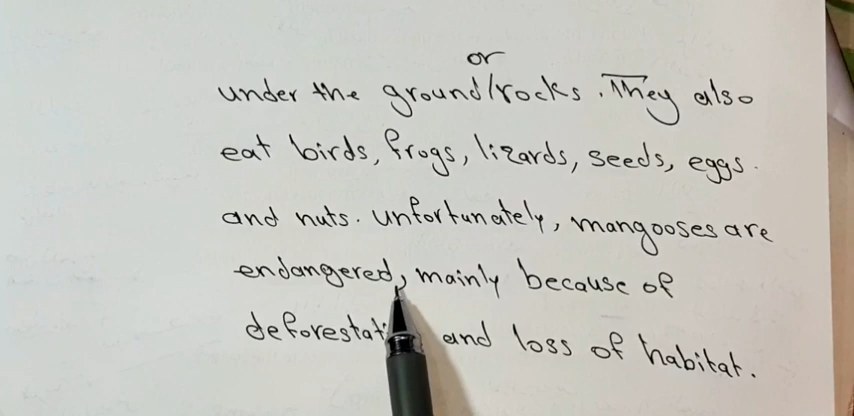 or
under the ground/rocks. They also
eat birds, frogs, lizards, seeds, eggs.
and nuts. unfortunately, mangooses are
endangered, mainly because of
and loss of habitat.